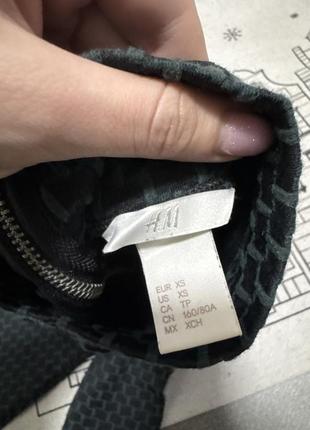 H&M
EUR XS
US XS
CA TP
CN 160/80A
MX XCH